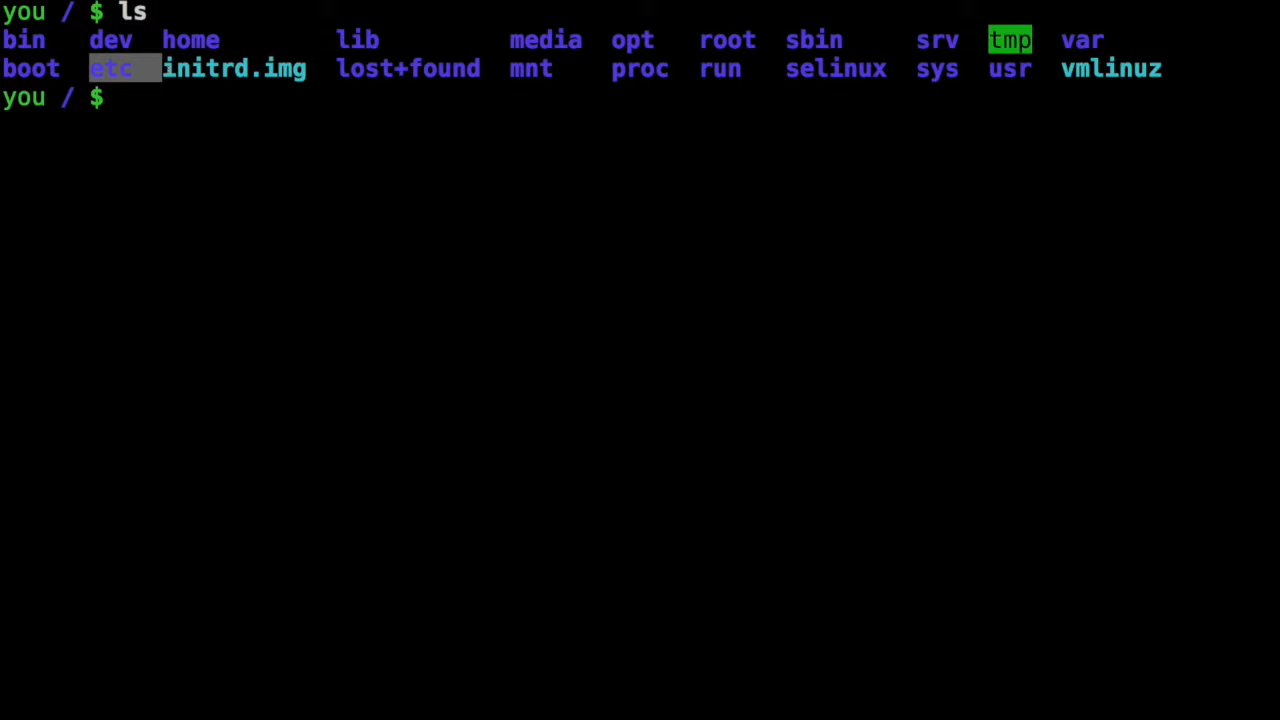 you / $ ls
bin dev home lib media opt root sbin srv tmp var
boot etc initrd.img lost+found mnt proc run selinux sys usr vmlinuz
you / $